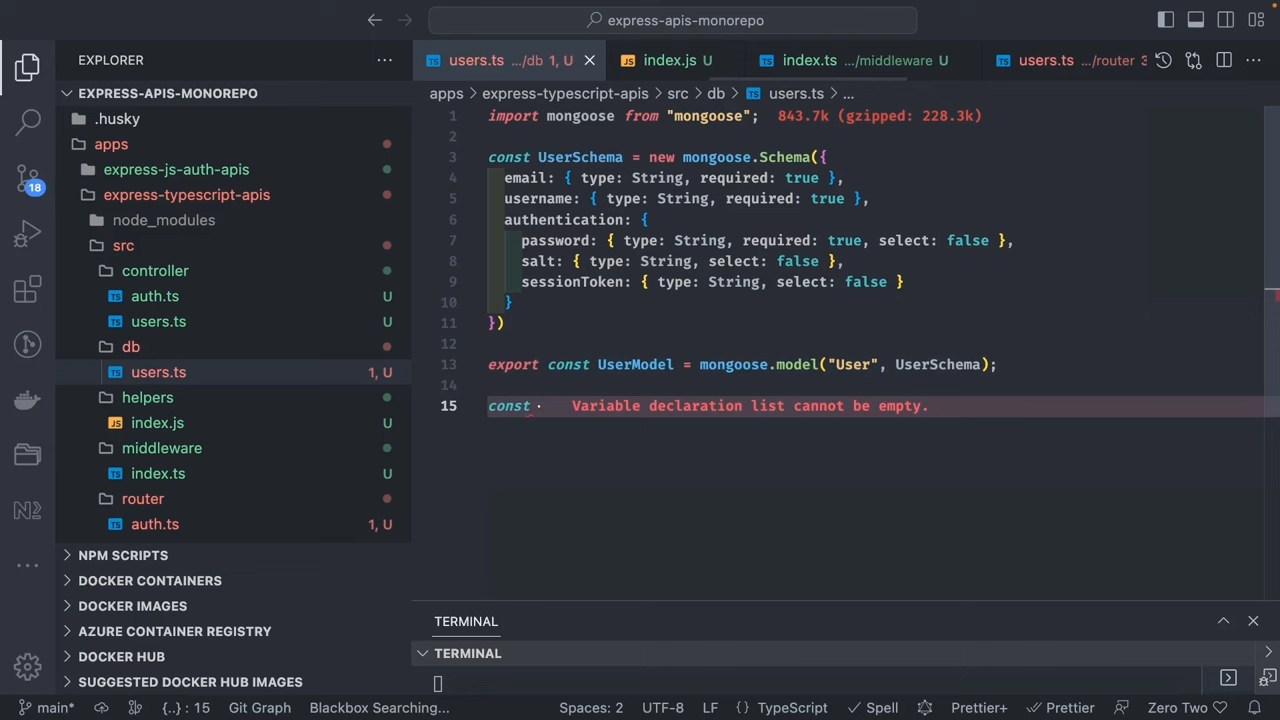 express-apis-monorepo
EXPLORER
EXPRESS-APIS-MONOREPO
.husky
apps
express-js-auth-apis
express-typescript-apis
node_modules
src
controller
auth.ts U
users.ts U
db
users.ts 1, U
helpers
index.js U
middleware
index.ts U
router
auth.ts 1, U
NPM SCRIPTS
DOCKER CONTAINERS
DOCKER IMAGES
AZURE CONTAINER REGISTRY
DOCKER HUB
SUGGESTED DOCKER HUB IMAGES
18
users.ts .../db 1, U
index.js U
index.ts .../middleware U
users.ts .../router 3
apps > express-typescript-apis > src > db > users.ts > ...
1 import mongoose from "mongoose"; 843.7k (gzipped: 228.3k)
2
3 const UserSchema = new mongoose.Schema({
4 email: { type: String, required: true },
5 username: { type: String, required: true },
6 authentication: {
7 password: { type: String, required: true, select: false },
8 salt: { type: String, select: false },
9 sessionToken: { type: String, select: false }
10 }
11 })
12
13 export const UserModel = mongoose.model("User", UserSchema);
14
15 const · Variable declaration list cannot be empty.
TERMINAL
TERMINAL
main* {..} : 15 Git Graph Blackbox Searching... Spaces: 2 UTF-8 LF {} TypeScript Spell Prettier+ Prettier Zero Two